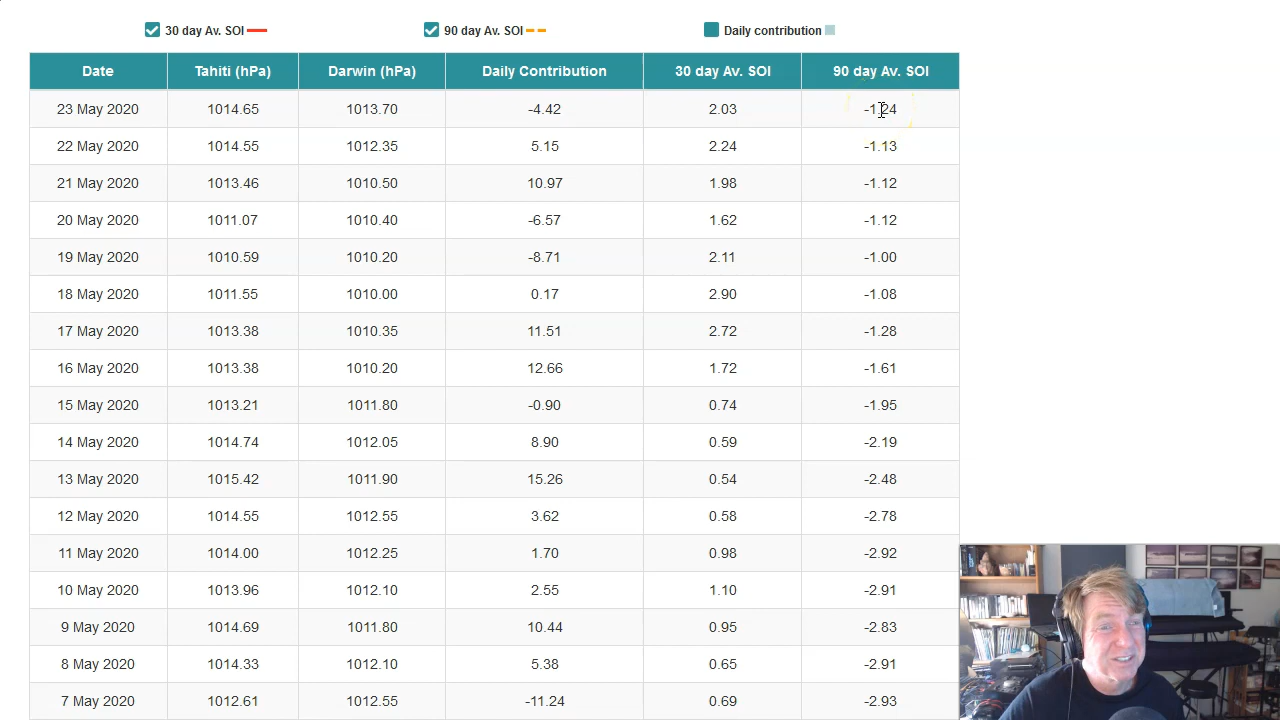 30 day Av. SOI 90 day Av. SOI Daily contribution
Date Tahiti (hPa) Darwin (hPa) Daily Contribution 30 day Av. SOI 90 day Av. SOI
23 May 2020 1014.65 1013.70 -4.42 2.03 -1.24
22 May 2020 1014.55 1012.35 5.15 2.24 -1.13
21 May 2020 1013.46 1010.50 10.97 1.98 -1.12
20 May 2020 1011.07 1010.40 -6.57 1.62 -1.12
19 May 2020 1010.59 1010.20 -8.71 2.11 -1.00
18 May 2020 1011.55 1010.00 0.17 2.90 -1.08
17 May 2020 1013.38 1010.35 11.51 2.72 -1.28
16 May 2020 1013.38 1010.20 12.66 1.72 -1.61
15 May 2020 1013.21 1011.80 -0.90 0.74 -1.95
14 May 2020 1014.74 1012.05 8.90 0.59 -2.19
13 May 2020 1015.42 1011.90 15.26 0.54 -2.48
12 May 2020 1014.55 1012.55 3.62 0.58 -2.78
11 May 2020 1014.00 1012.25 1.70 0.98 -2.92
10 May 2020 1013.96 1012.10 2.55 1.10 -2.91
9 May 2020 1014.69 1011.80 10.44 0.95 -2.83
8 May 2020 1014.33 1012.10 5.38 0.65 -2.91
7 May 2020 1012.61 1012.55 -11.24 0.69 -2.93